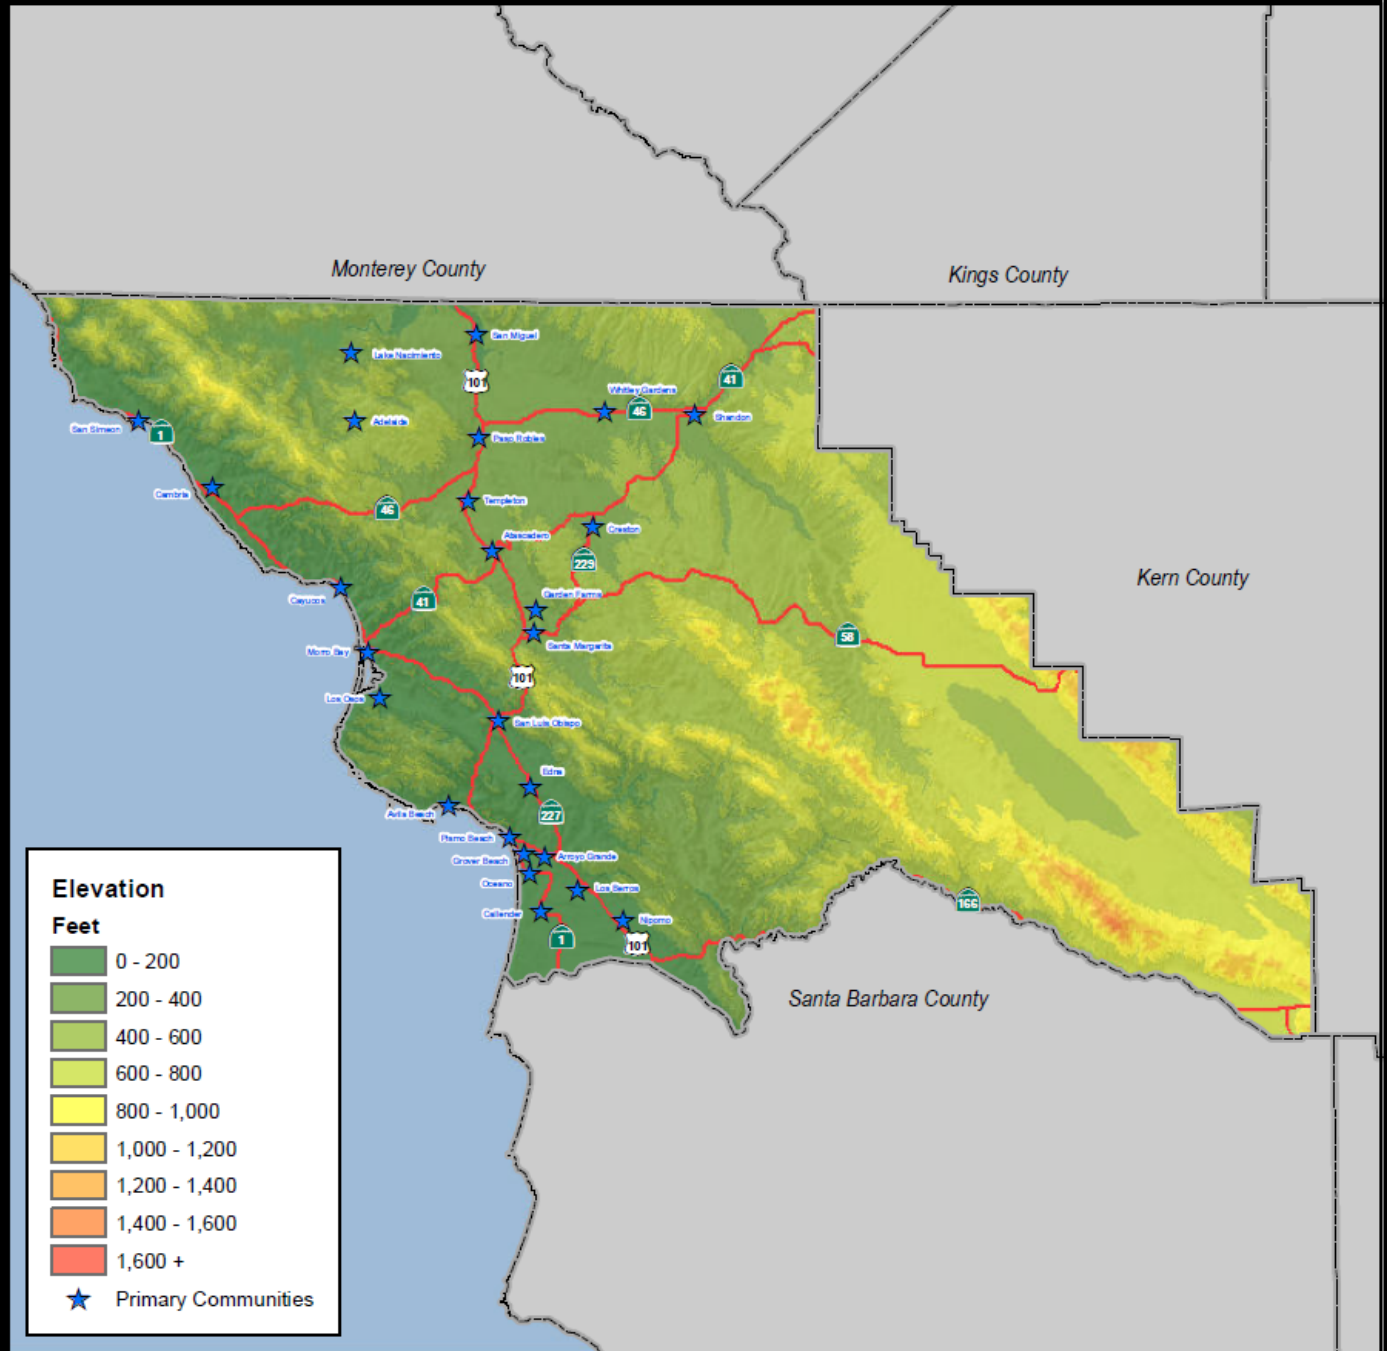 Monterey County
Kings County
San Miguel
Lake Nacimiento
101
41
Whitley Gardens
46
Shandon
Adelaida
San Simeon
1
Paso Robles
Cambria
46
Templeton
Creston
Atascadero
229
Kern County
Cayucos
41
Garden Farms
58
Santa Margarita
Morro Bay
101
Los Osos
San Luis Obispo
Edna
227
Avila Beach
Pismo Beach
Grover Beach
Arroyo Grande
Oceano
Los Berros
166
Callender
Nipomo
1
101
Santa Barbara County
Elevation
Feet
0 - 200
200 - 400
400 - 600
600 - 800
800 - 1,000
1,000 - 1,200
1,200 - 1,400
1,400 - 1,600
1,600 +
Primary Communities